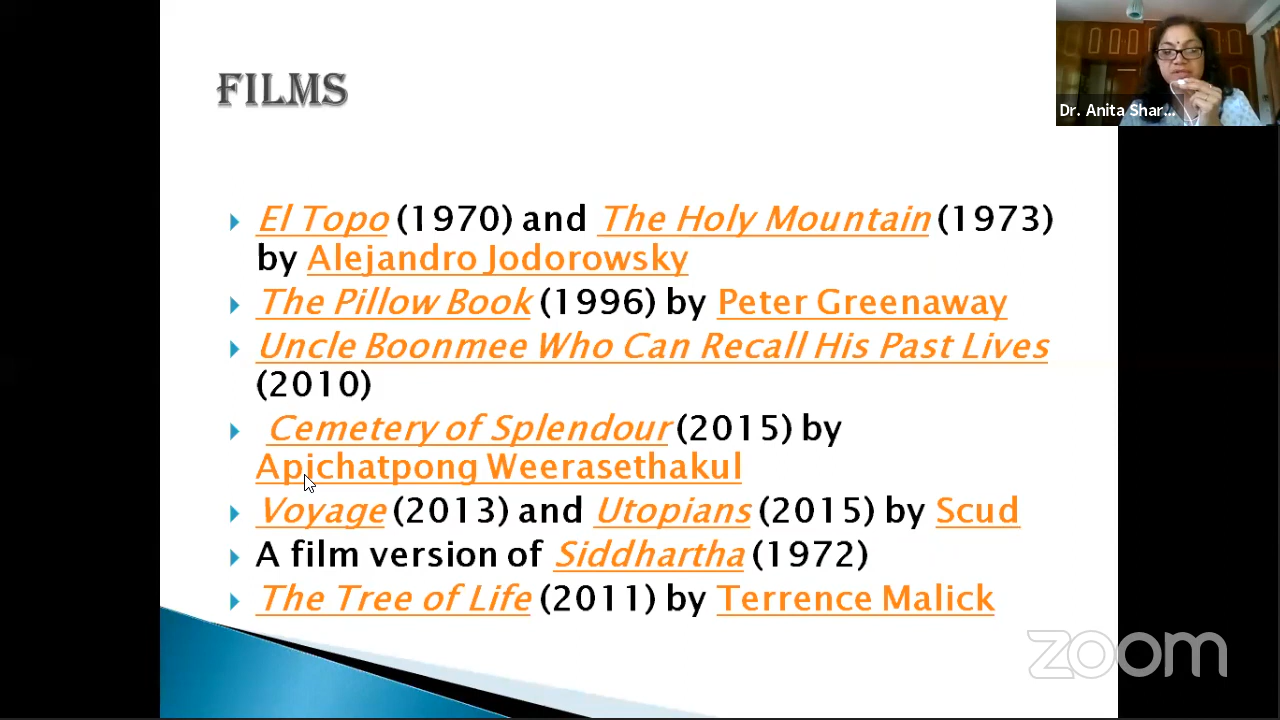 FILMS
Dr. Anita Shar...
El Topo (1970) and The Holy Mountain (1973)
by Alejandro Jodorowsky
The Pillow Book (1996) by Peter Greenaway
Uncle Boonmee Who Can Recall His Past Lives
(2010)
Cemetery of Splendour (2015) by
Apichatpong Weerasethakul
Voyage (2013) and Utopians (2015) by Scud
A film version of Siddhartha (1972)
The Tree of Life (2011) by Terrence Malick
zoom